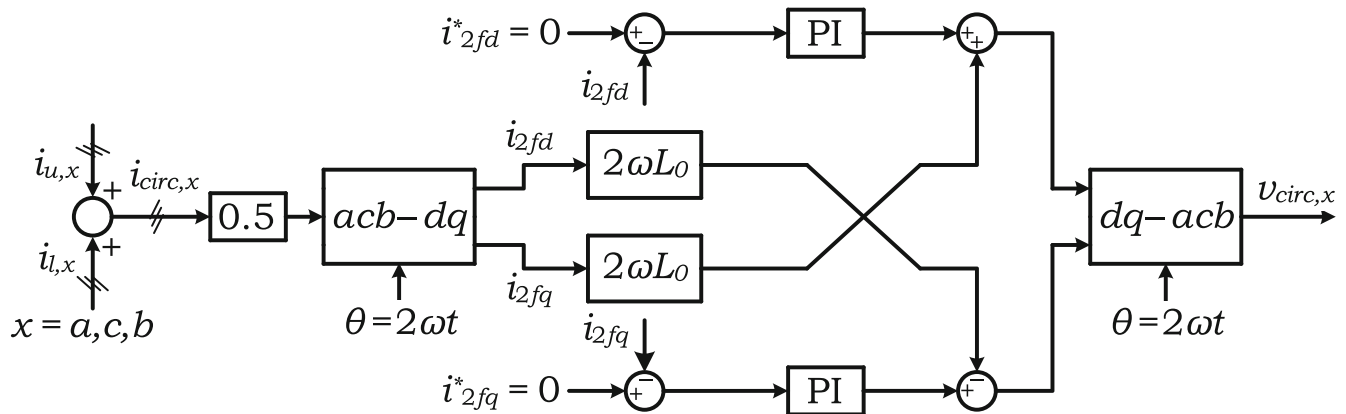 i*2fd = 0
+
−
PI
+
+
i2fd
iu,x
+
icirc,x
0.5
il,x
+
x = a,c,b
acb–dq
θ=2ωt
i2fd
2ωL0
i2fq
2ωL0
dq–acb
vcirc,x
θ=2ωt
i2fq
i*2fq = 0
+
−
PI
+
−